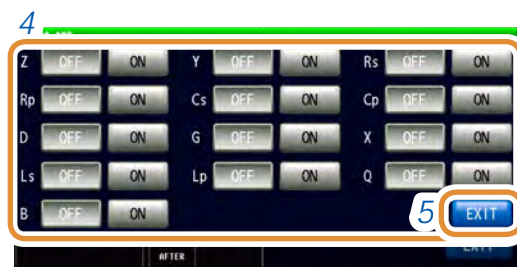 4
Z OFF ON Y OFF ON Rs OFF ON
Rp OFF ON Cs OFF ON Cp OFF ON
D OFF ON G OFF ON X OFF ON
Ls OFF ON Lp OFF ON Q OFF ON
B OFF ON 5 EXIT
AFTER EXIT